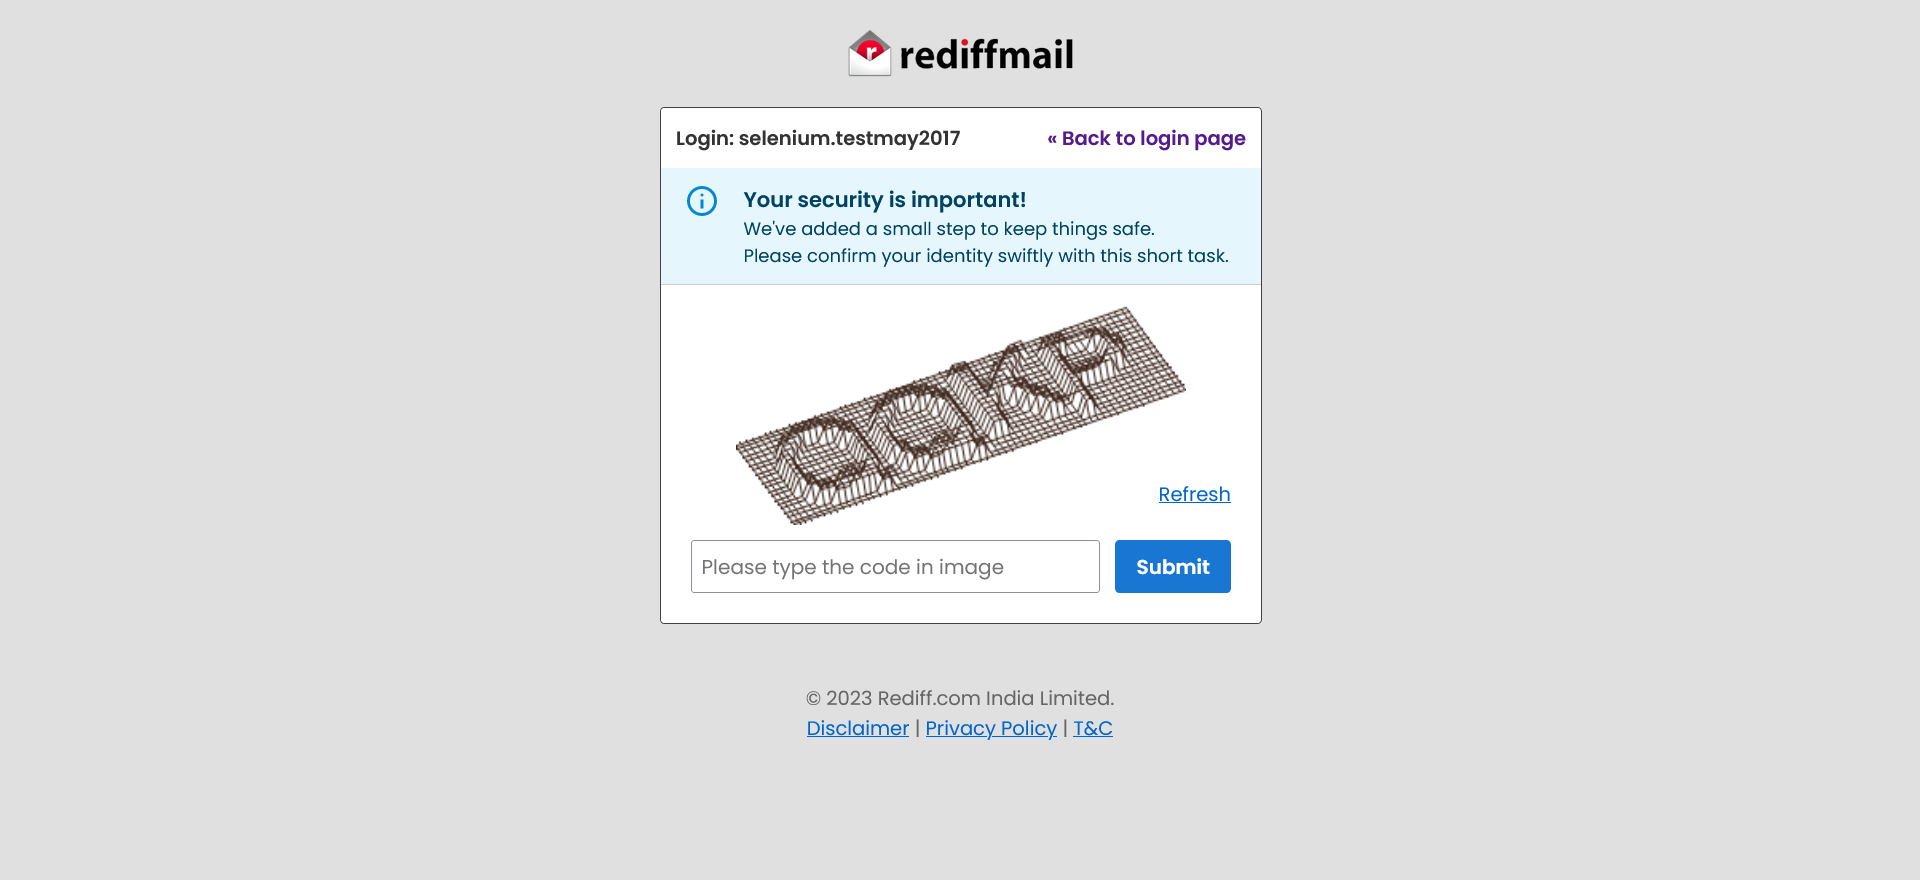 rediffmail
Login: selenium.testmay2017
« Back to login page
Your security is important!
We've added a small step to keep things safe.
Please confirm your identity swiftly with this short task.
Refresh
Please type the code in image
Submit
© 2023 Rediff.com India Limited.
Disclaimer | Privacy Policy | T&C